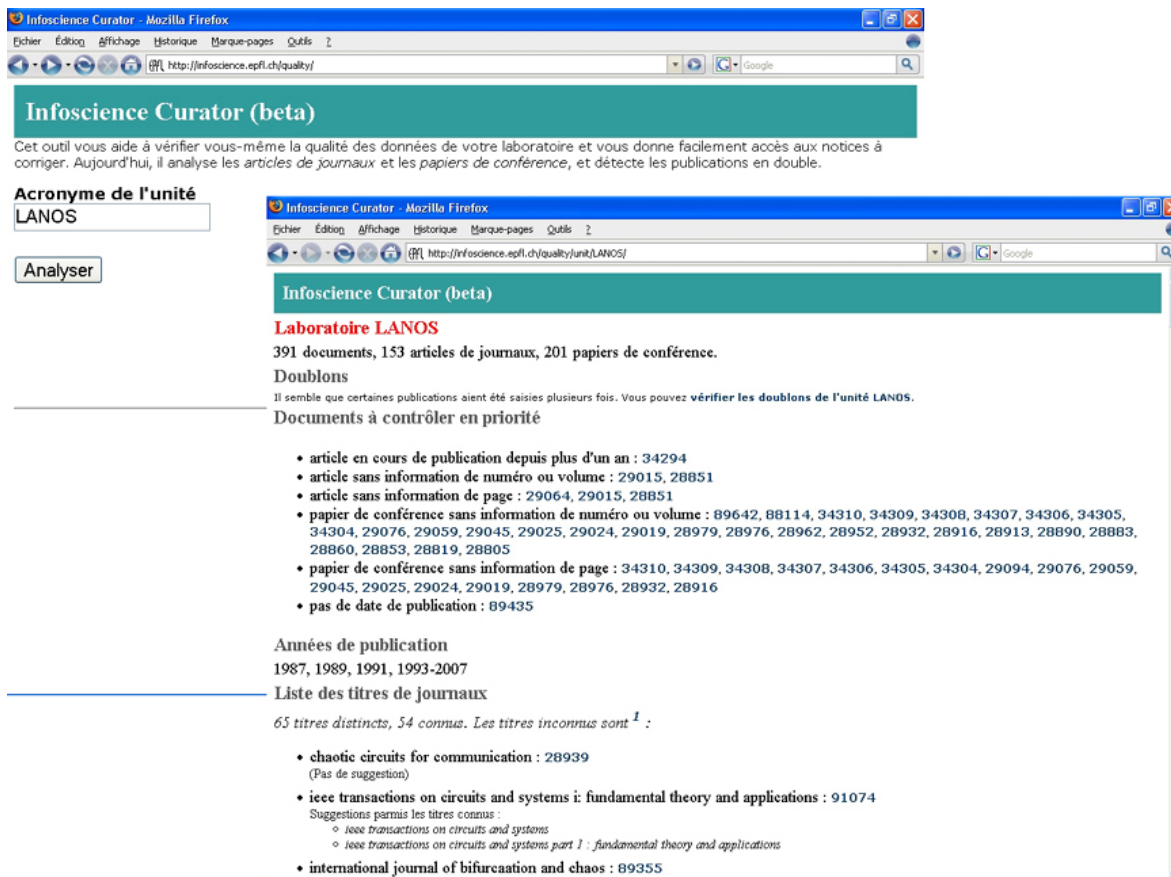 Infoscience Curator - Mozilla Firefox
Fichier Édition Affichage Historique Marque-pages Outils ?
http://infoscience.epfl.ch/quality/
Google
Infoscience Curator (beta)
Cet outil vous aide à vérifier vous-même la qualité des données de votre laboratoire et vous donne facilement accès aux notices à
corriger. Aujourd'hui, il analyse les articles de journaux et les papiers de conférence, et détecte les publications en double.
Acronyme de l'unité
LANOS
Analyser
Infoscience Curator - Mozilla Firefox
Fichier Édition Affichage Historique Marque-pages Outils ?
http://infoscience.epfl.ch/quality/unit/LANOS/
Google
Infoscience Curator (beta)
Laboratoire LANOS
391 documents, 153 articles de journaux, 201 papiers de conférence.
Doublons
Il semble que certaines publications aient été saisies plusieurs fois. Vous pouvez vérifier les doublons de l'unité LANOS.
Documents à contrôler en priorité
• article en cours de publication depuis plus d'un an : 34294
• article sans information de numéro ou volume : 29015, 28851
• article sans information de page : 29064, 29015, 28851
• papier de conférence sans information de numéro ou volume : 89642, 88114, 34310, 34309, 34308, 34307, 34306, 34305,
34304, 29076, 29059, 29045, 29025, 29024, 29019, 28979, 28976, 28962, 28952, 28932, 28916, 28913, 28890, 28883,
28860, 28853, 28819, 28805
• papier de conférence sans information de page : 34310, 34309, 34308, 34307, 34306, 34305, 34304, 29094, 29076, 29059,
29045, 29025, 29024, 29019, 28979, 28976, 28932, 28916
• pas de date de publication : 89435
Années de publication
1987, 1989, 1991, 1993-2007
Liste des titres de journaux
65 titres distincts, 54 connus. Les titres inconnus sont 1 :
• chaotic circuits for communication : 28939
(Pas de suggestion)
• ieee transactions on circuits and systems i: fundamental theory and applications : 91074
Suggestions parmis les titres connus :
○ ieee transactions on circuits and systems
○ ieee transactions on circuits and systems part 1 : fundamental theory and applications
• international journal of bifurcaation and chaos : 89355